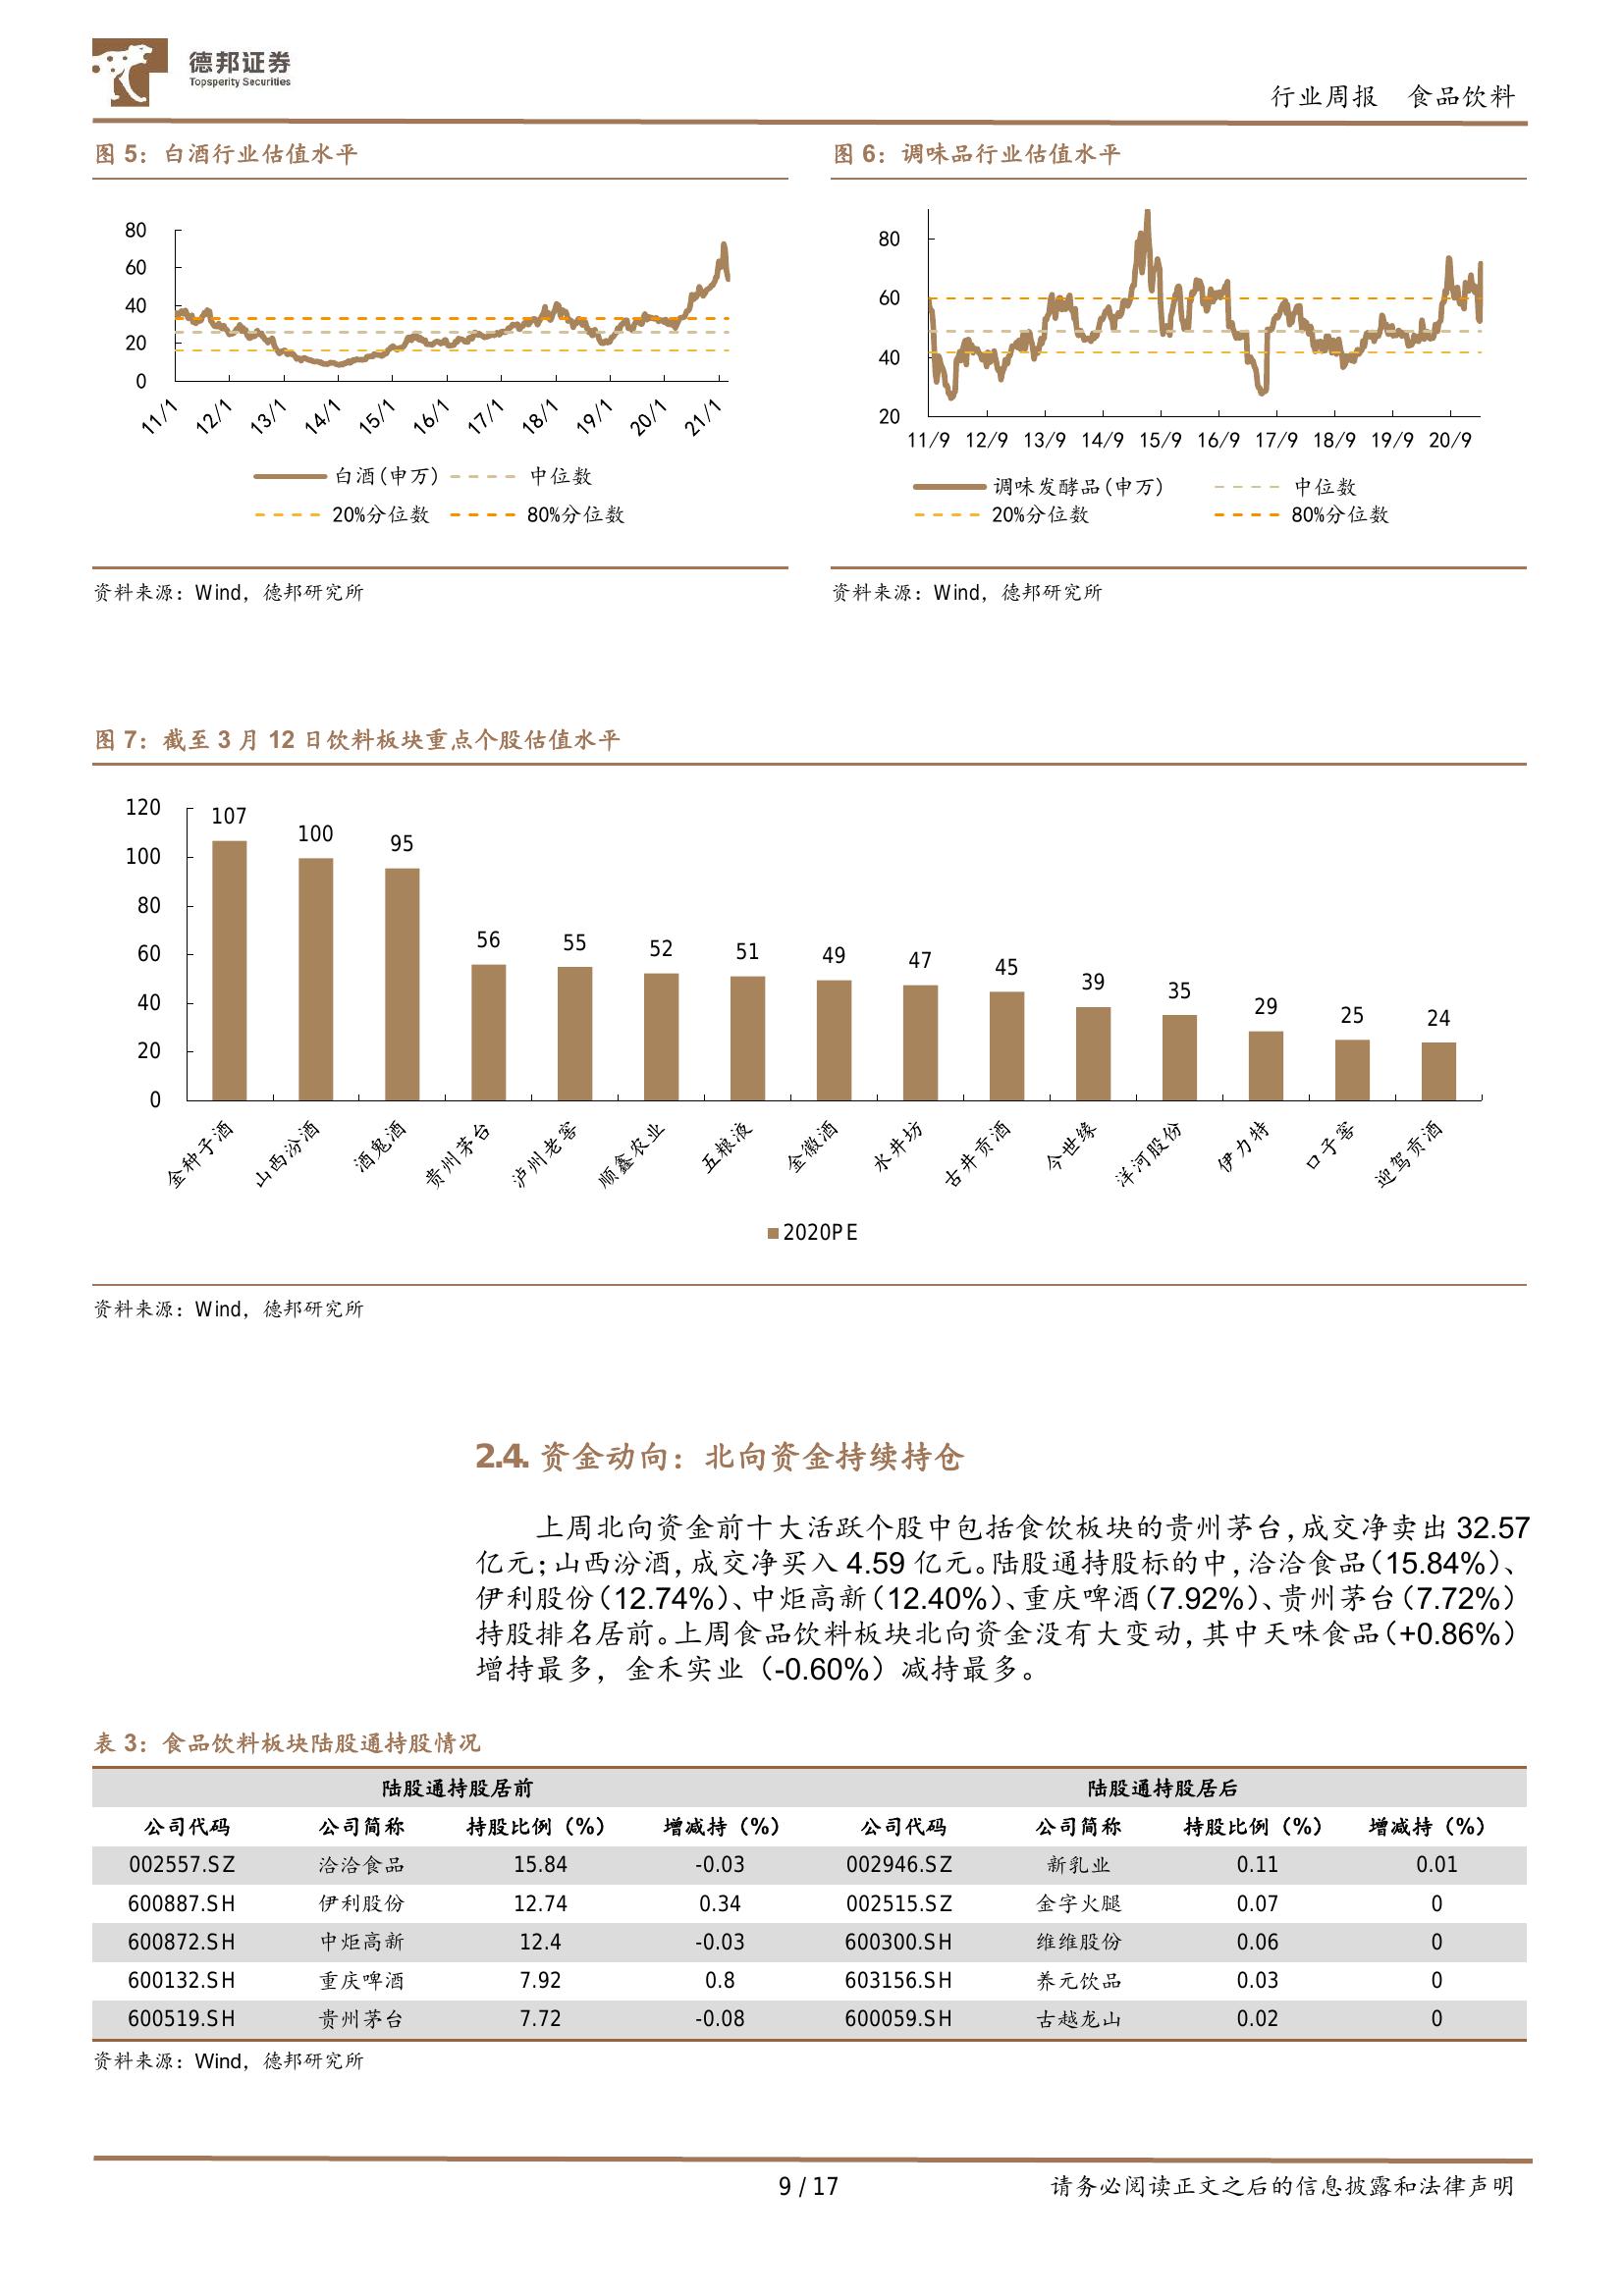 德邦证券
Topsperity Securities
行业周报 食品饮料
图 5：白酒行业估值水平
80
60
40
20
0
11/1 12/1 13/1 14/1 15/1 16/1 17/1 18/1 19/1 20/1 21/1
白酒(申万) 中位数
20%分位数 80%分位数
资料来源：Wind，德邦研究所
图 6：调味品行业估值水平
80
60
40
20
11/9 12/9 13/9 14/9 15/9 16/9 17/9 18/9 19/9 20/9
调味发酵品(申万) 中位数
20%分位数 80%分位数
资料来源：Wind，德邦研究所
图 7：截至 3 月 12 日饮料板块重点个股估值水平
120
100
80
60
40
20
0
107 100 95 56 55 52 51 49 47 45 39 35 29 25 24
金种子酒 山西汾酒 酒鬼酒 贵州茅台 泸州老窖 顺鑫农业 五粮液 金徽酒 水井坊 古井贡酒 今世缘 洋河股份 伊力特 口子窖 迎驾贡酒
2020PE
资料来源：Wind，德邦研究所
2.4. 资金动向：北向资金持续持仓
上周北向资金前十大活跃个股中包括食饮板块的贵州茅台，成交净卖出 32.57
亿元；山西汾酒，成交净买入 4.59 亿元。陆股通持股标的中，洽洽食品（15.84%）、
伊利股份（12.74%）、中炬高新（12.40%）、重庆啤酒（7.92%）、贵州茅台（7.72%）
持股排名居前。上周食品饮料板块北向资金没有大变动，其中天味食品（+0.86%）
增持最多，金禾实业（-0.60%）减持最多。
表 3：食品饮料板块陆股通持股情况
陆股通持股居前 陆股通持股居后
公司代码 公司简称 持股比例（%） 增减持（%） 公司代码 公司简称 持股比例（%） 增减持（%）
002557.SZ 洽洽食品 15.84 -0.03 002946.SZ 新乳业 0.11 0.01
600887.SH 伊利股份 12.74 0.34 002515.SZ 金字火腿 0.07 0
600872.SH 中炬高新 12.4 -0.03 600300.SH 维维股份 0.06 0
600132.SH 重庆啤酒 7.92 0.8 603156.SH 养元饮品 0.03 0
600519.SH 贵州茅台 7.72 -0.08 600059.SH 古越龙山 0.02 0
资料来源：Wind，德邦研究所
9 / 17
请务必阅读正文之后的信息披露和法律声明